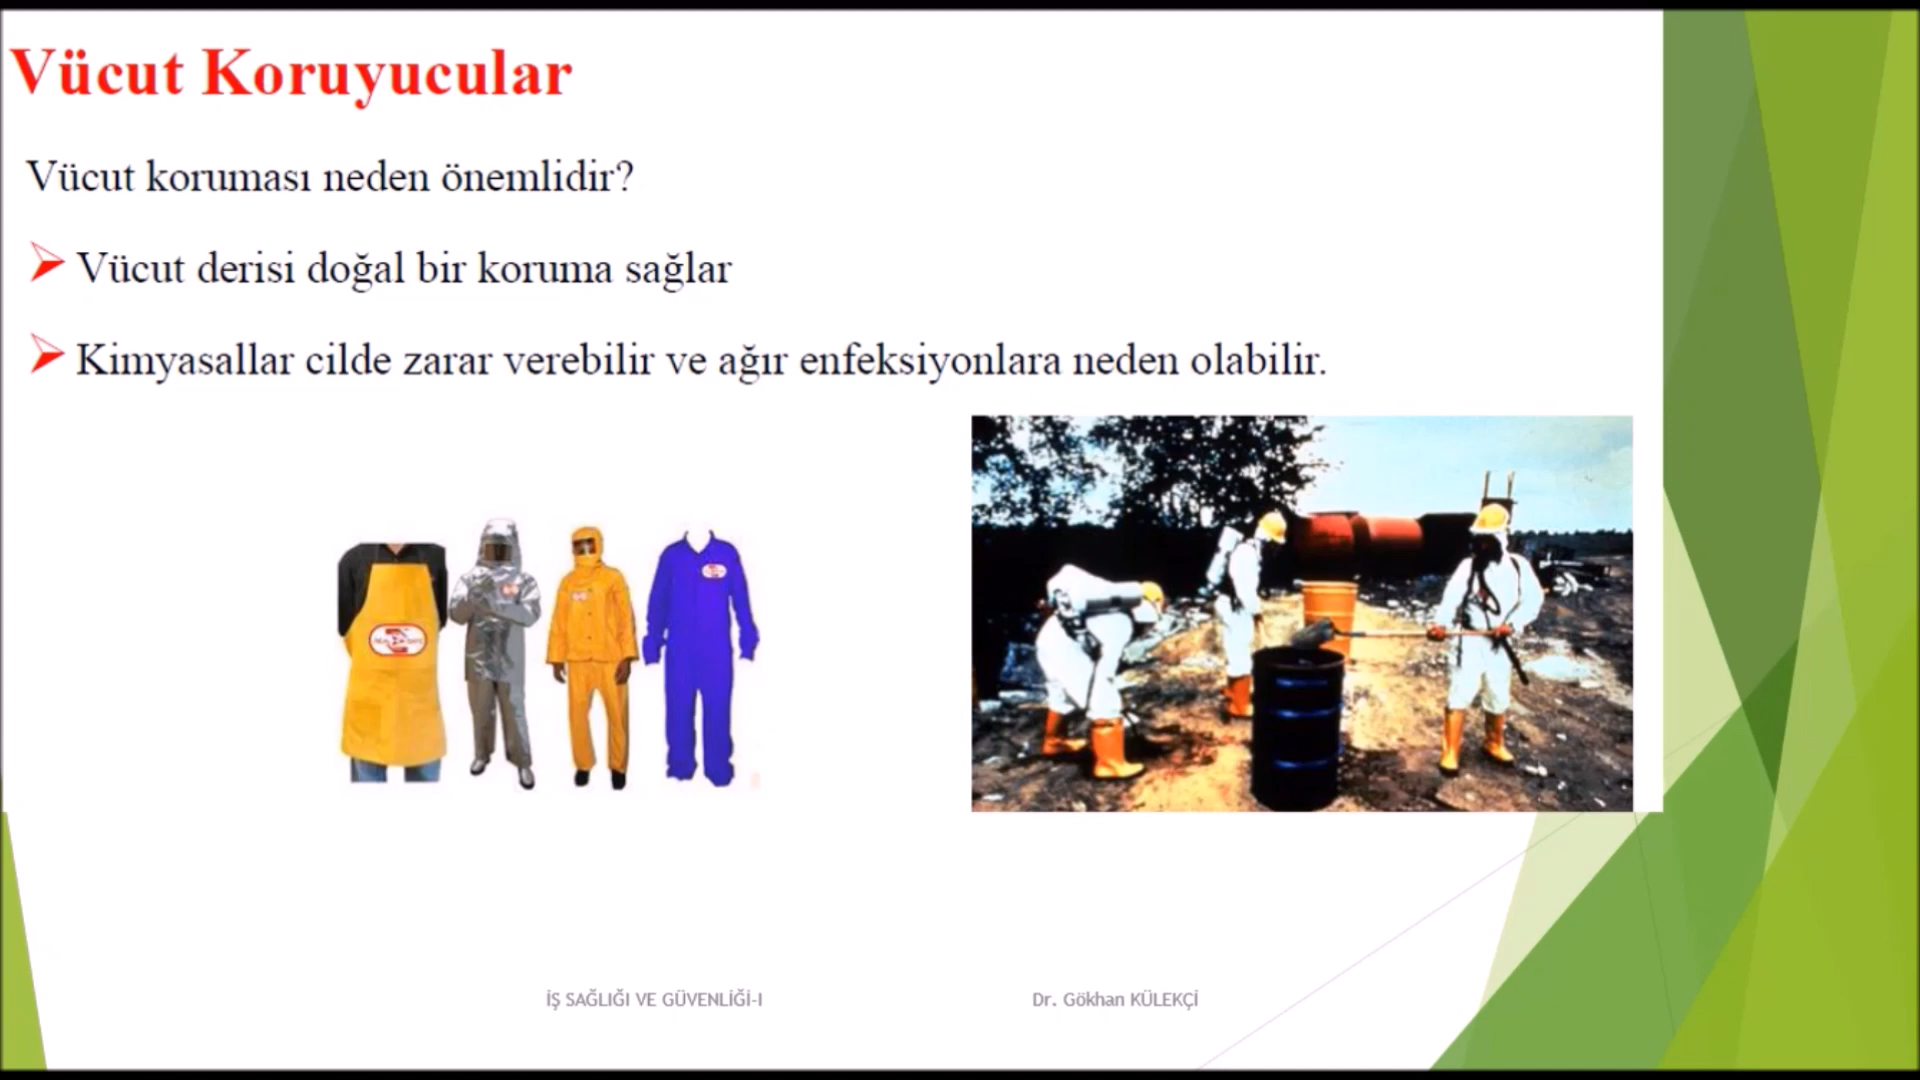 Vücut Koruyucular
Vücut koruması neden önemlidir?
Vücut derisi doğal bir koruma sağlar
Kimyasallar cilde zarar verebilir ve ağır enfeksiyonlara neden olabilir.
İŞ SAĞLIĞI VE GÜVENLİĞİ-I
Dr. Gökhan KÜLEKÇİ